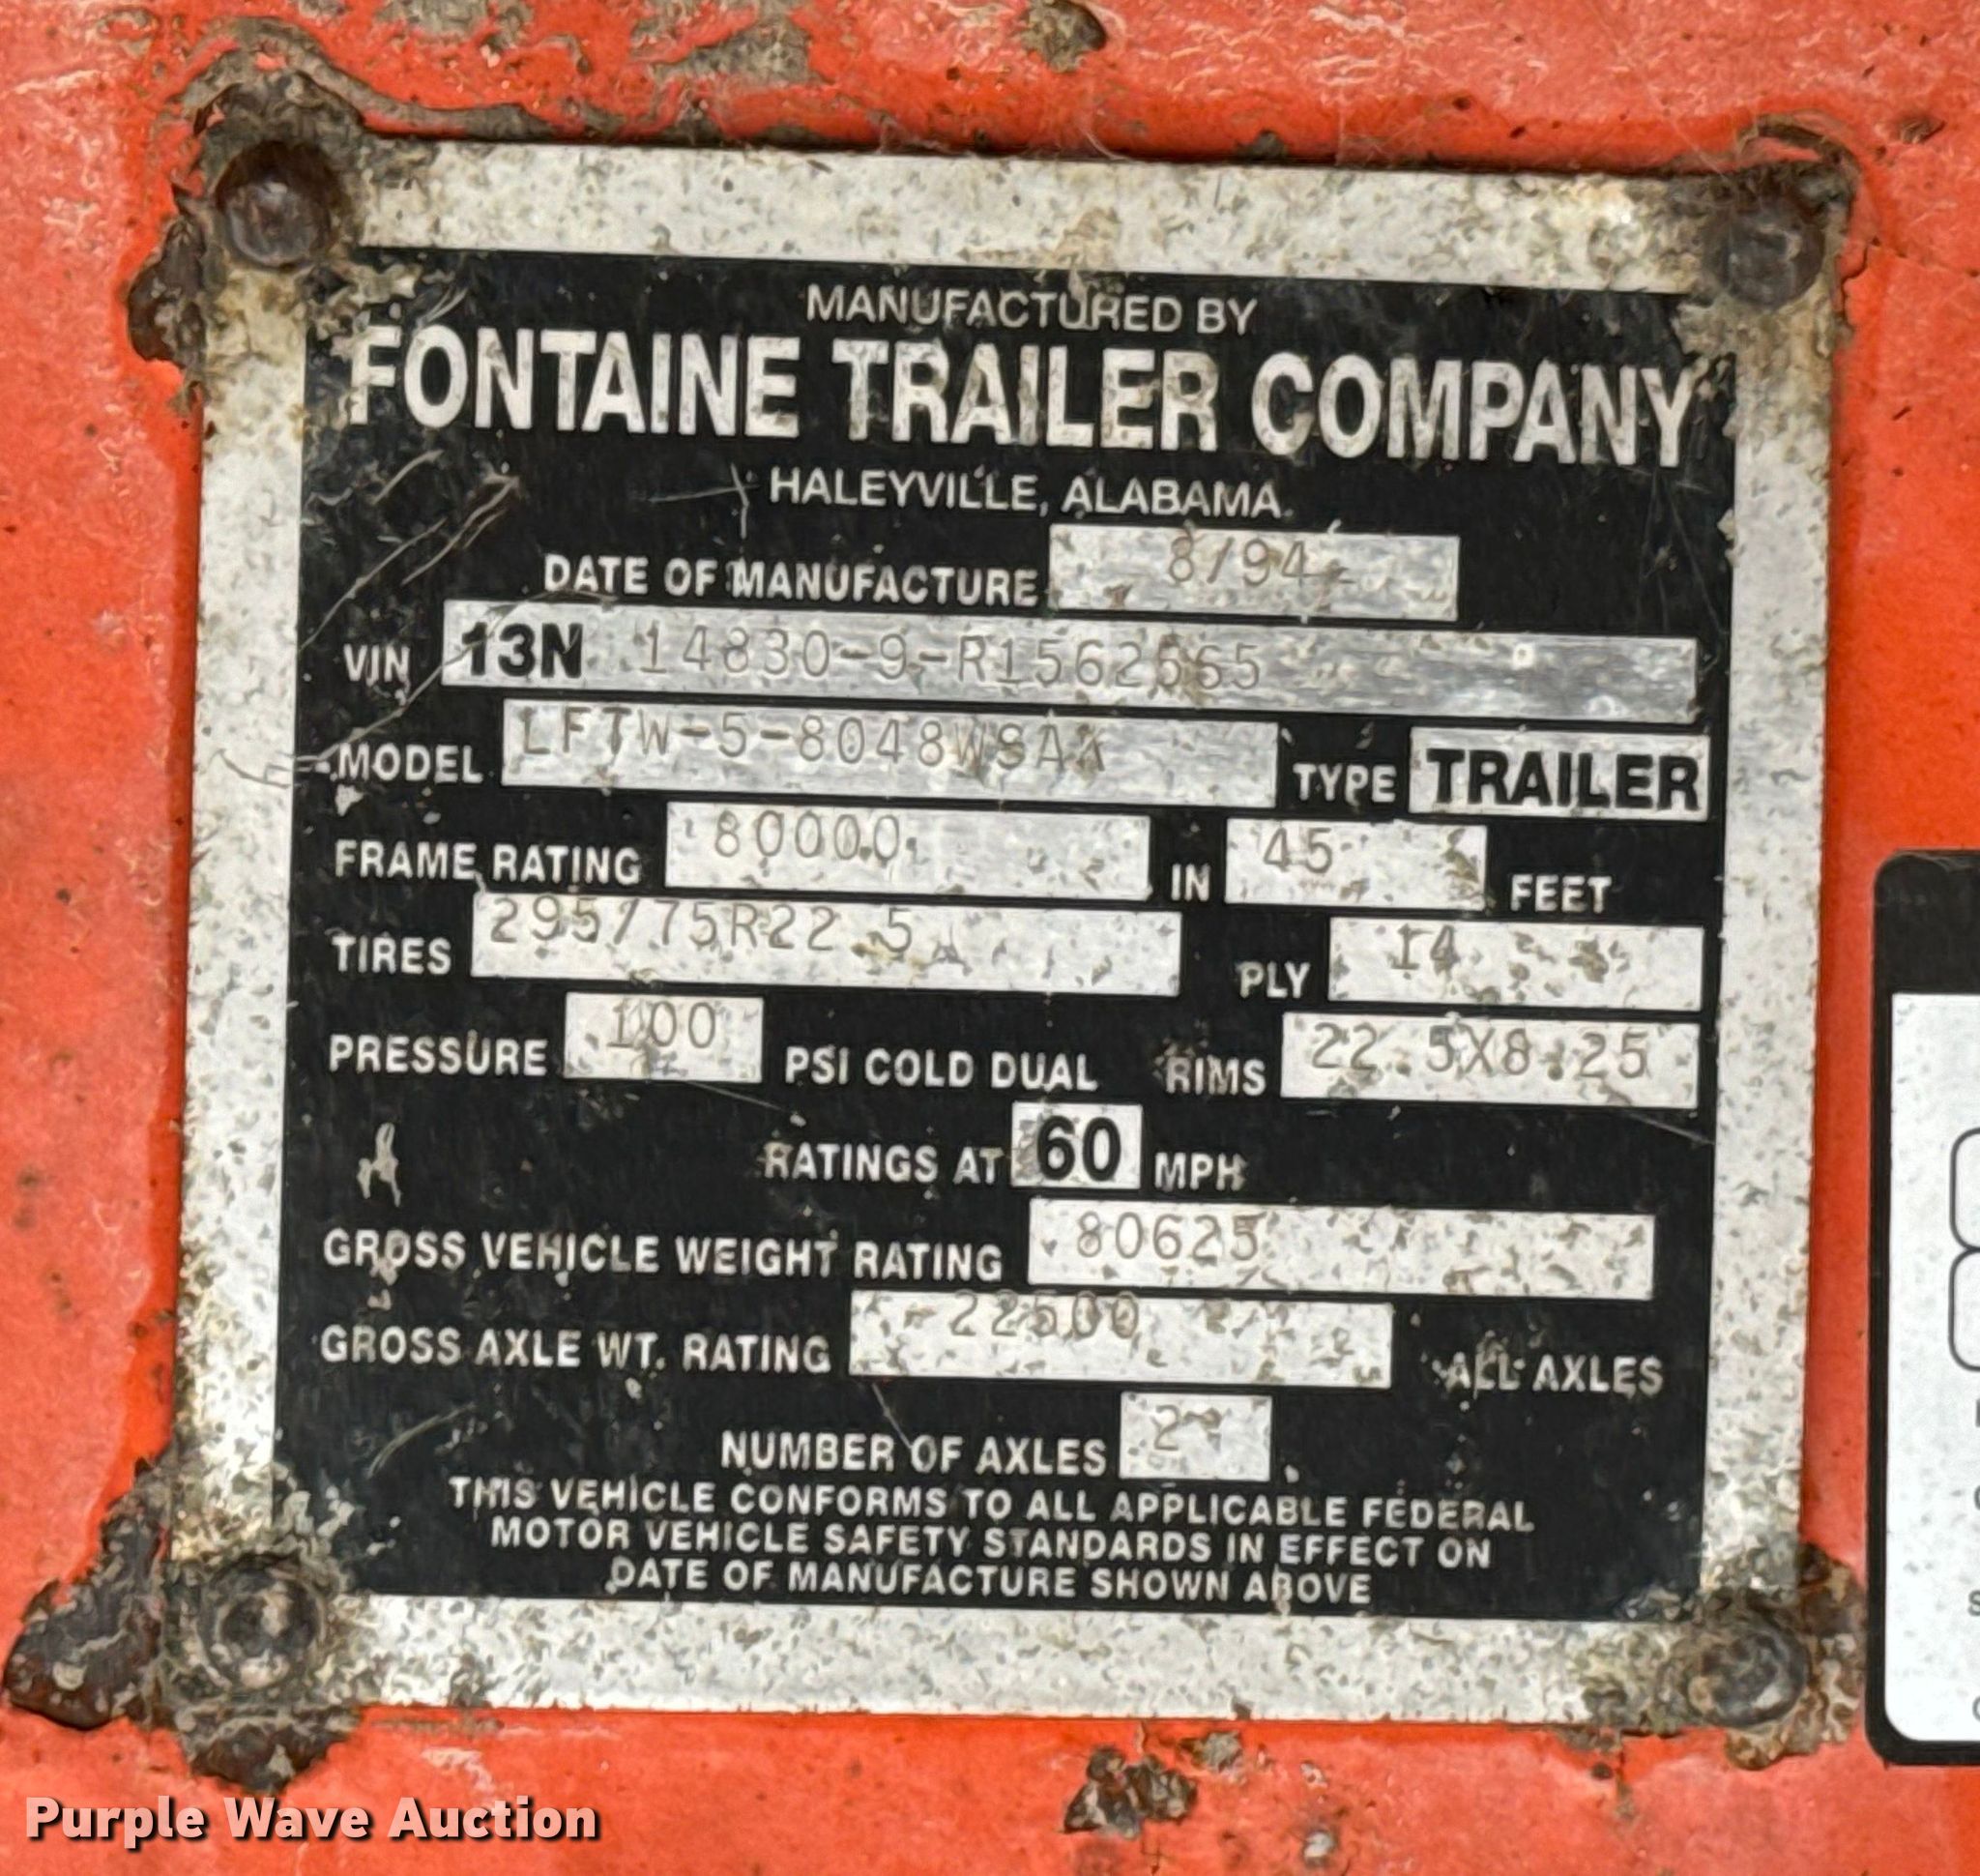 MANUFACTURED BY
FONTAINE TRAILER COMPANY
HALEYVILLE, ALABAMA
DATE OF MANUFACTURE 8/94
VIN 13N 14830-9-R1562565
MODEL LFTW-5-8048WSAA TYPE TRAILER
FRAME RATING 80000 IN 45 FEET
TIRES 295/75R22.5 PLY 14
PRESSURE 100 PSI COLD DUAL RIMS 22.5X8.25
RATINGS AT 60 MPH
GROSS VEHICLE WEIGHT RATING 80625
GROSS AXLE WT. RATING 22500 ALL AXLES
NUMBER OF AXLES 2
THIS VEHICLE CONFORMS TO ALL APPLICABLE FEDERAL
MOTOR VEHICLE SAFETY STANDARDS IN EFFECT ON
DATE OF MANUFACTURE SHOWN ABOVE
Purple Wave Auction